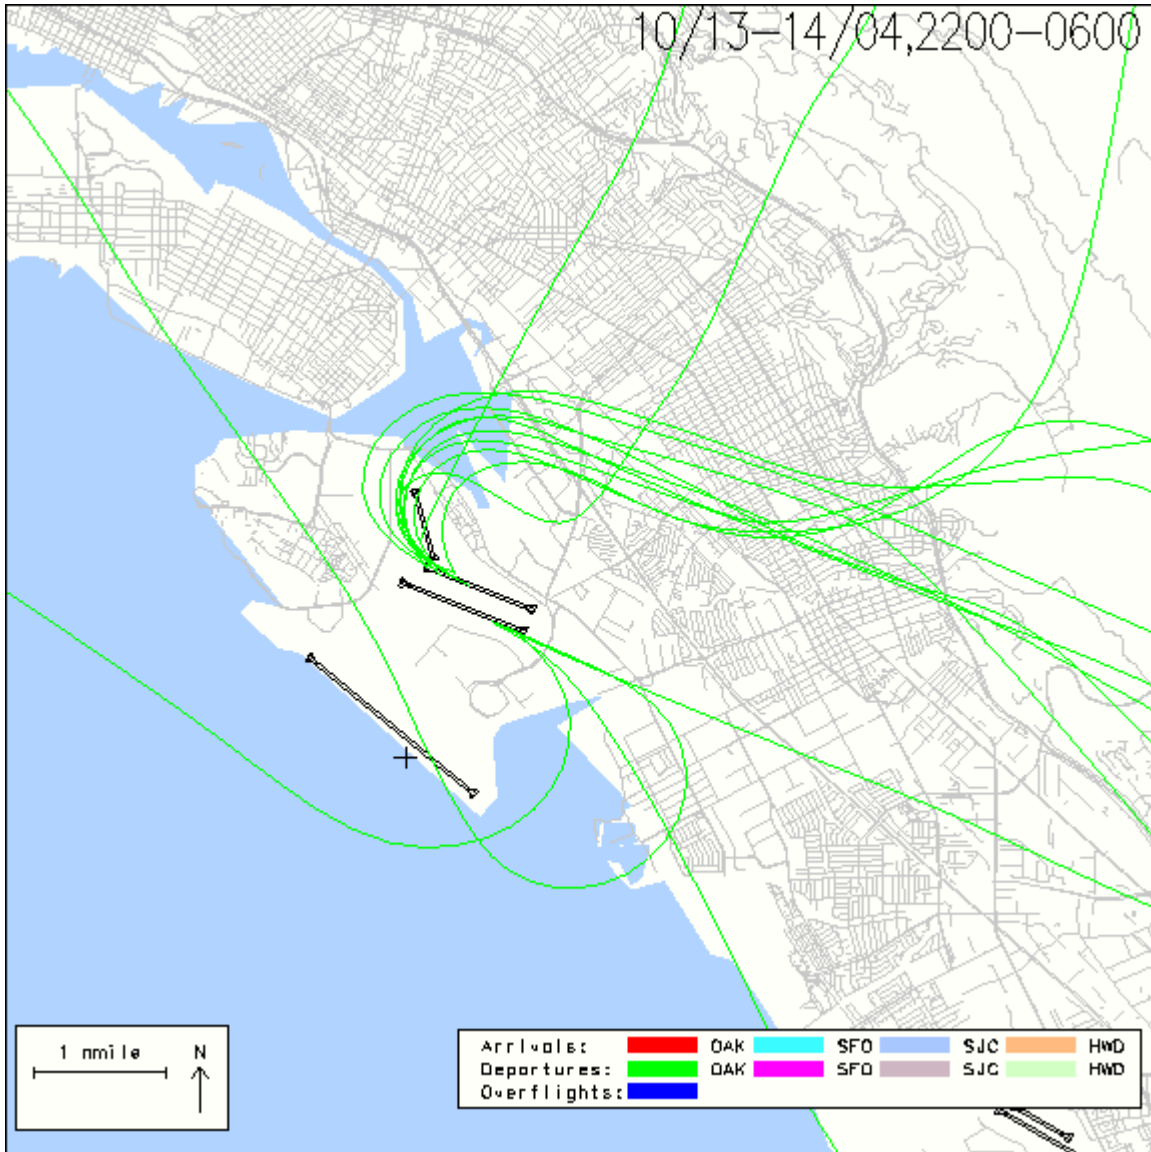 10/13-14/04,2200-0600
1 nmile N
Arrivals: OAK SFO SJC HWD
Departures: OAK SFO SJC HWD
Overflights: